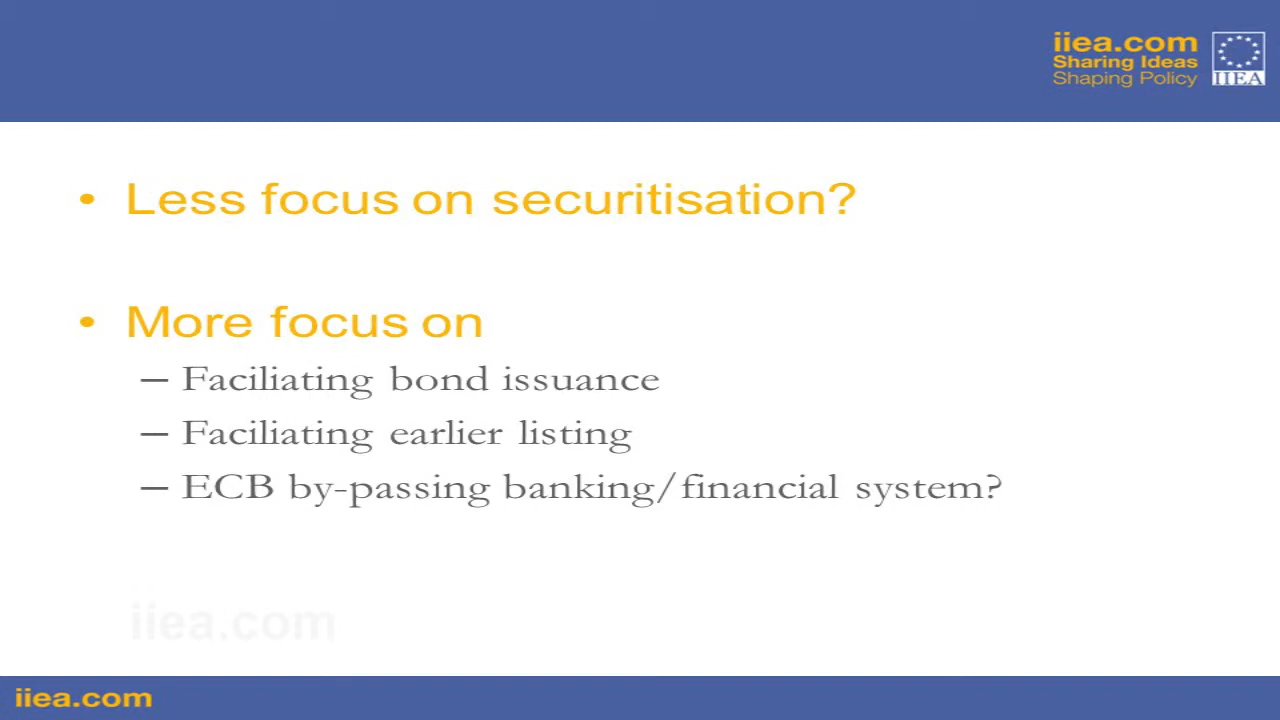 iiea.com
Sharing Ideas
Shaping Policy
IIEA
• Less focus on securitisation?
• More focus on
– Faciliating bond issuance
– Faciliating earlier listing
– ECB by-passing banking/financial system?
iiea.com
iiea.com